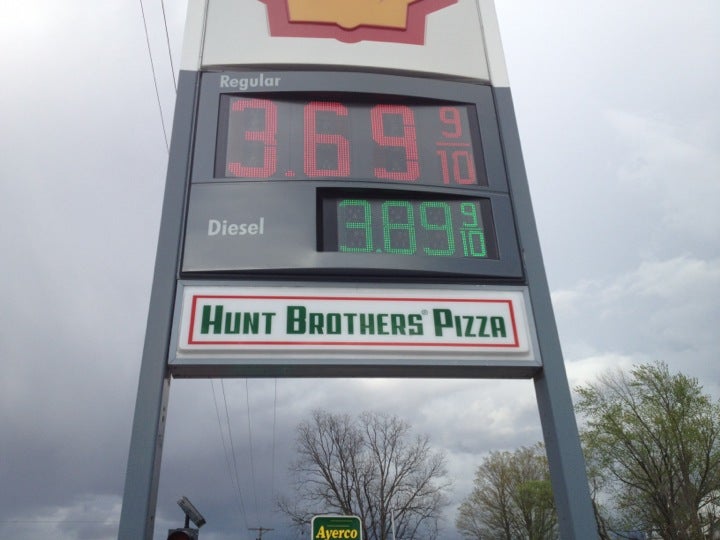 Regular
3.69 9/10
Diesel
3.89 9/10
HUNT BROTHERS® PIZZA
Ayerco